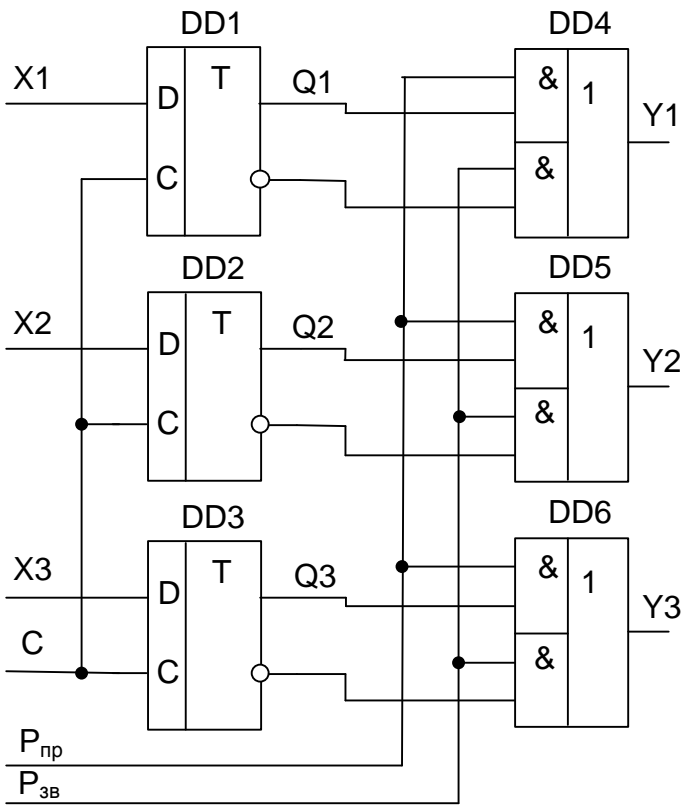 DD1 DD4
X1 D T Q1 & 1 Y1
C &
DD2 DD5
X2 D T Q2 & 1 Y2
C &
DD3 DD6
X3 D T Q3 & 1 Y3
C C &
Pпр
Pзв